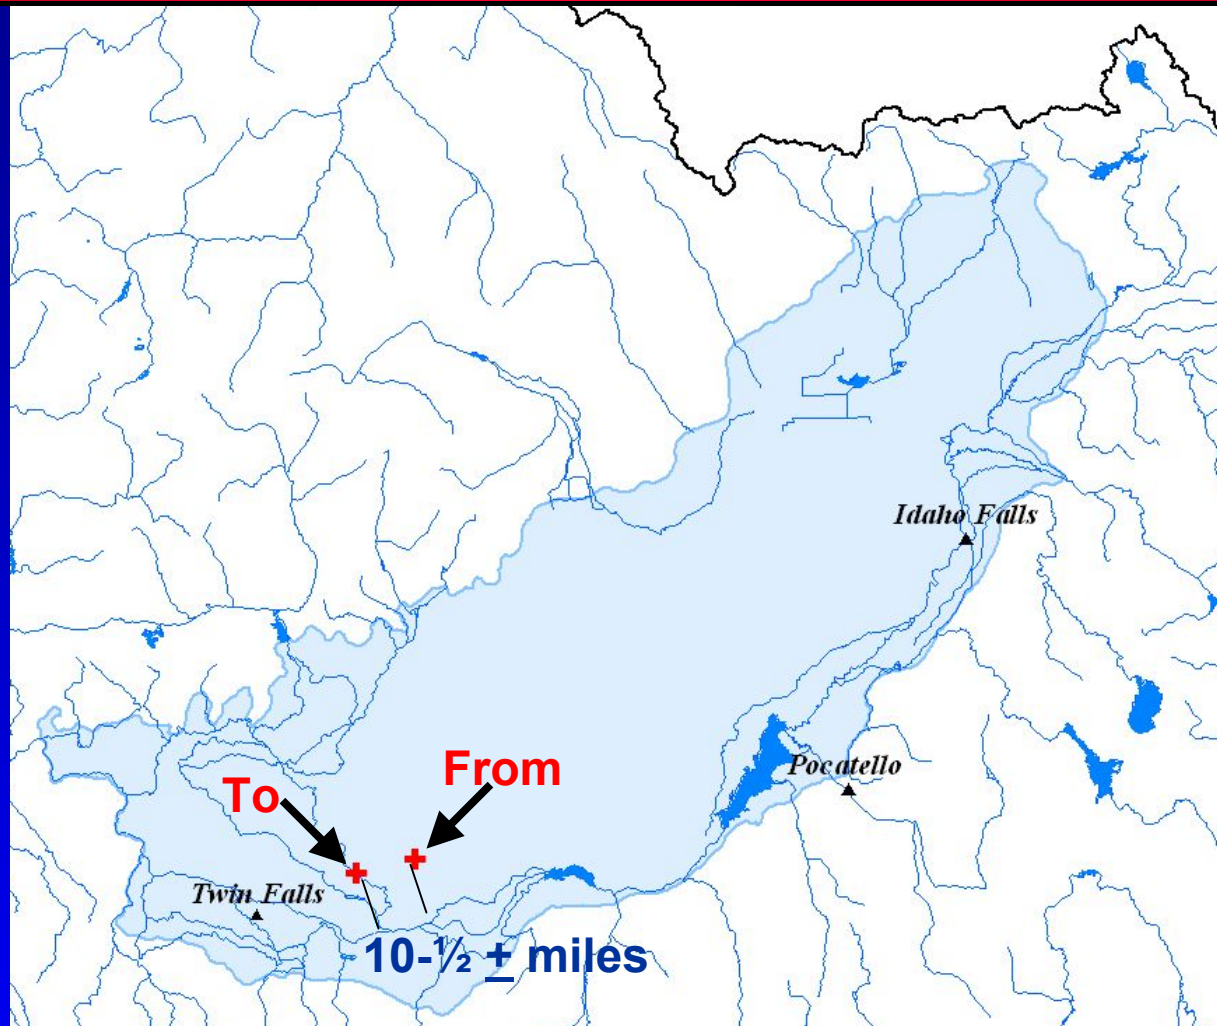 Idaho Falls
From
Pocatello
To
Twin Falls
10-½ ± miles